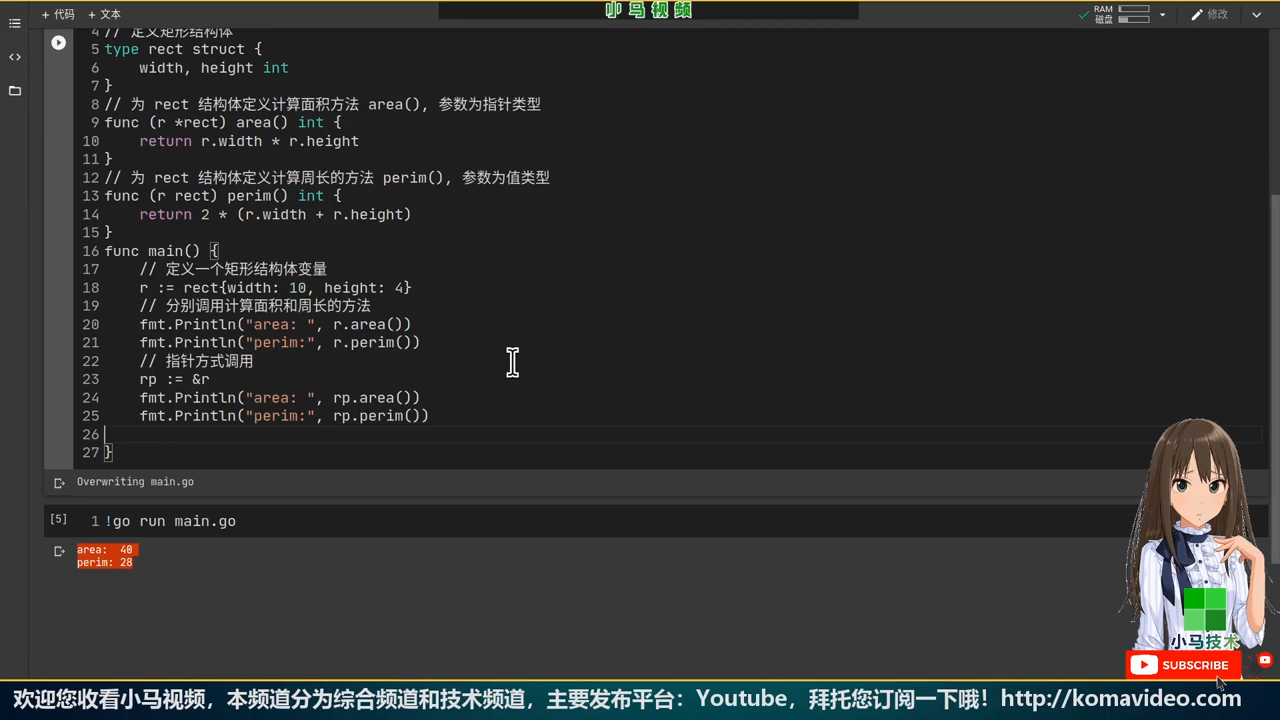 小马视频
+ 代码 + 文本
RAM
磁盘
修改
4 // 定义矩形结构体
5 type rect struct {
6     width, height int
7 }
8 // 为 rect 结构体定义计算面积方法 area(), 参数为指针类型
9 func (r *rect) area() int {
10     return r.width * r.height
11 }
12 // 为 rect 结构体定义计算周长的方法 perim(), 参数为值类型
13 func (r rect) perim() int {
14     return 2 * (r.width + r.height)
15 }
16 func main() {
17     // 定义一个矩形结构体变量
18     r := rect{width: 10, height: 4}
19     // 分别调用计算面积和周长的方法
20     fmt.Println("area: ", r.area())
21     fmt.Println("perim:", r.perim())
22     // 指针方式调用
23     rp := &r
24     fmt.Println("area: ", rp.area())
25     fmt.Println("perim:", rp.perim())
26
27 }
Overwriting main.go
[5] 1 !go run main.go
area:  40
perim: 28
小马技术
SUBSCRIBE
欢迎您收看小马视频，本频道分为综合频道和技术频道，主要发布平台：Youtube，拜托您订阅一下哦！http://komavideo.com